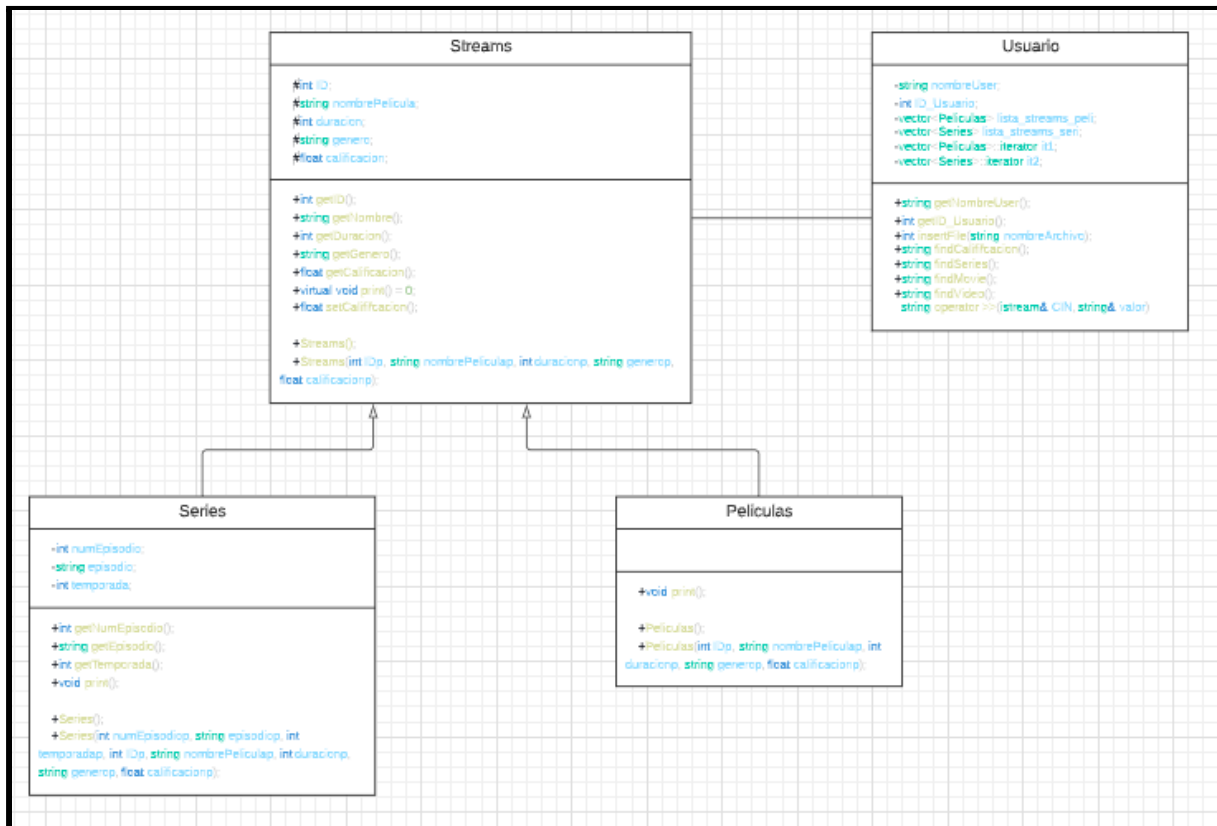 Streams
#int ID;
#string nombrePelicula;
#int duracion;
#string genero;
#float calificacion;
+int getID();
+string getNombre();
+int getDuracion();
+string getGenero();
+float getCalificacion();
+virtual void print() = 0;
+float setCalififcacion();
+Streams();
+Streams(int IDp, string nombrePeliculap, int duracionp, string generop,
float calificacionp);
Usuario
-string nombreUser;
-int ID_Usuario;
-vector<Peliculas> lista_streams_peli;
-vector<Series> lista_streams_seri;
-vector<Peliculas>::iterator it1;
-vector<Series>::iterator it2;
+string getNombreUser();
+int getID_Usuario();
+int insertFile(string nombreArchivo);
+string findCalififcacion();
+string findSeries();
+string findMovie();
+string findVideo();
string operator >>(istream& CIN, string& valor)
Series
-int numEpisodio;
-string episodio;
-int temporada;
+int getNumEpisodio();
+string getEpisodio();
+int getTemporada();
+void print();
+Series();
+Series(int numEpisodiop, string episodiop, int
temporadap, int IDp, string nombrePeliculap, int duracionp,
string generop, float calificacionp);
Peliculas
+void print();
+Peliculas();
+Peliculas(int IDp, string nombrePeliculap, int
duracionp, string generop, float calificacionp);